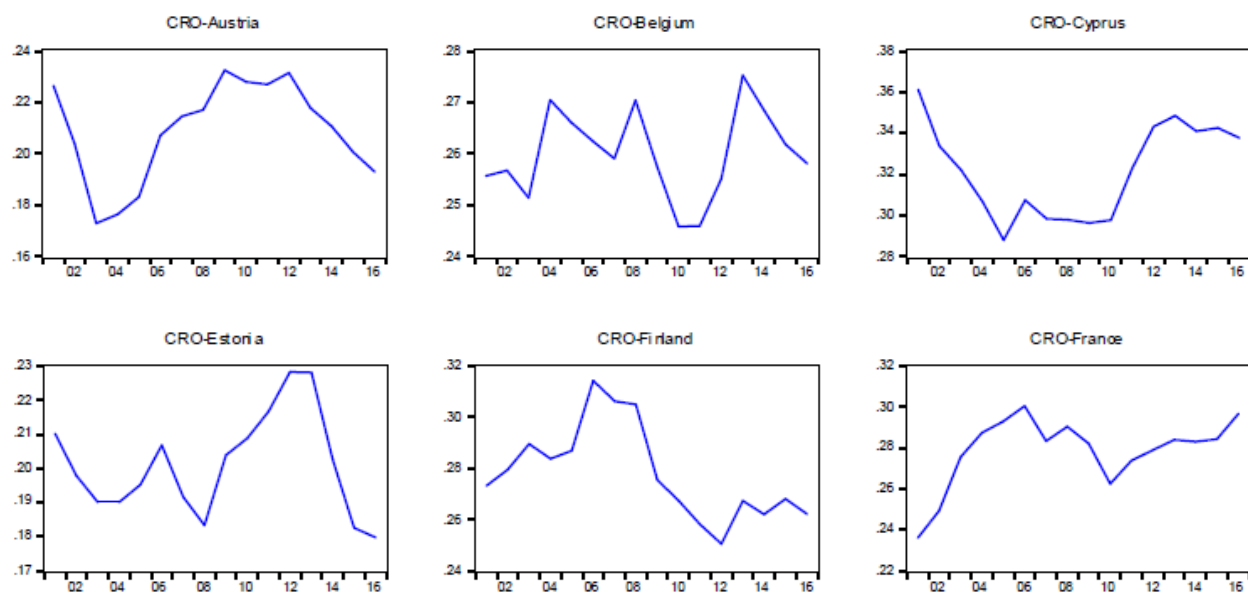 CRO-Austria
.24
.22
.20
.18
.16
02 04 06 08 10 12 14 16
CRO-Belgium
.28
.27
.26
.25
.24
02 04 06 08 10 12 14 16
CRO-Cyprus
.38
.36
.34
.32
.30
.28
02 04 06 08 10 12 14 16
CRO-Estonia
.23
.22
.21
.20
.19
.18
.17
02 04 06 08 10 12 14 16
CRO-Finland
.32
.30
.28
.26
.24
02 04 06 08 10 12 14 16
CRO-France
.32
.30
.28
.26
.24
.22
02 04 06 08 10 12 14 16